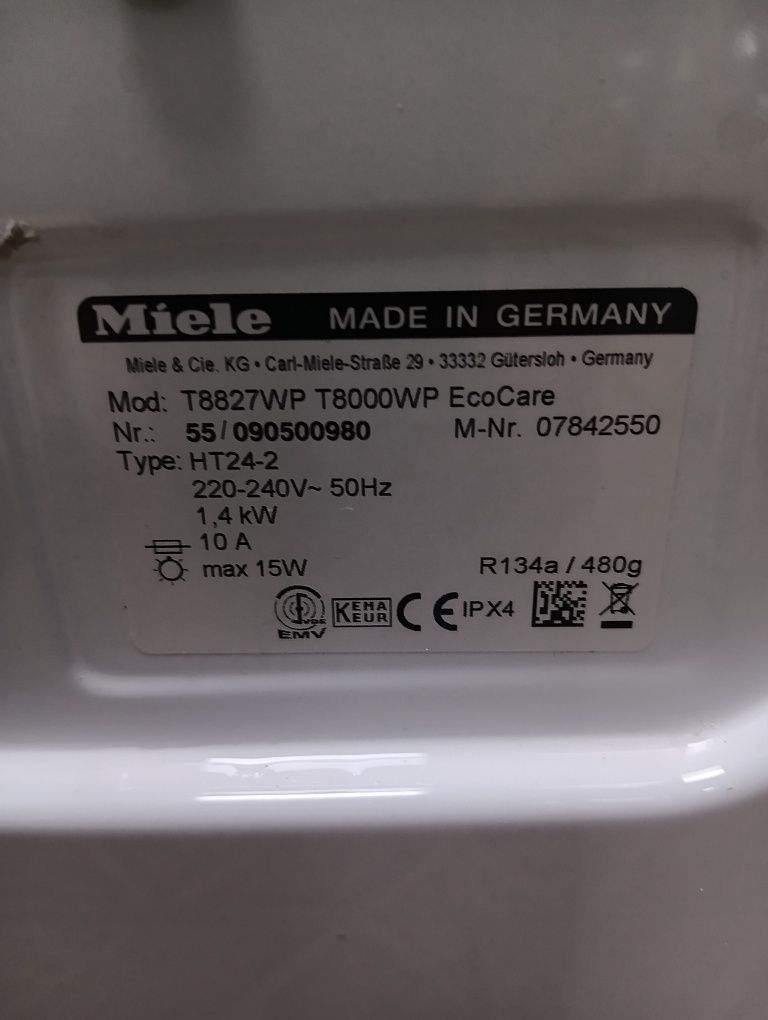 Miele MADE IN GERMANY
Miele & Cie. KG • Carl-Miele-Straße 29 • 33332 Gütersloh • Germany
Mod: T8827WP T8000WP EcoCare
Nr.: 55/090500980 M-Nr. 07842550
Type: HT24-2
220-240V~ 50Hz
1,4 kW
10 A
max 15W R134a / 480g
VDE
EMV
KEMA
KEUR
CE IPX4